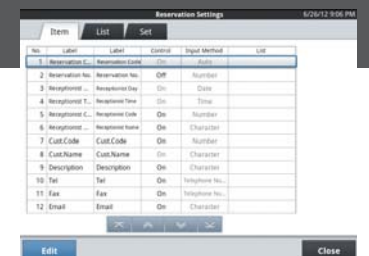 Reservation Settings 6/26/12 9:06 PM
Item List Set
No. Label Label Control Input Method List
1 Reservation C... Reservation Code On Auto
2 Reservation No. Reservation No. Off Number
3 Receptionist ... Receptionist Day On Date
4 Receptionist T... Receptionist Time On Time
5 Receptionist C... Receptionist Code On Number
6 Receptionist ... Receptionist Name On Character
7 Cust.Code Cust.Code On Number
8 Cust.Name Cust.Name On Character
9 Description Description On Character
10 Tel Tel On Telephone No...
11 Fax Fax On Telephone No...
12 Email Email On Character
Edit Close